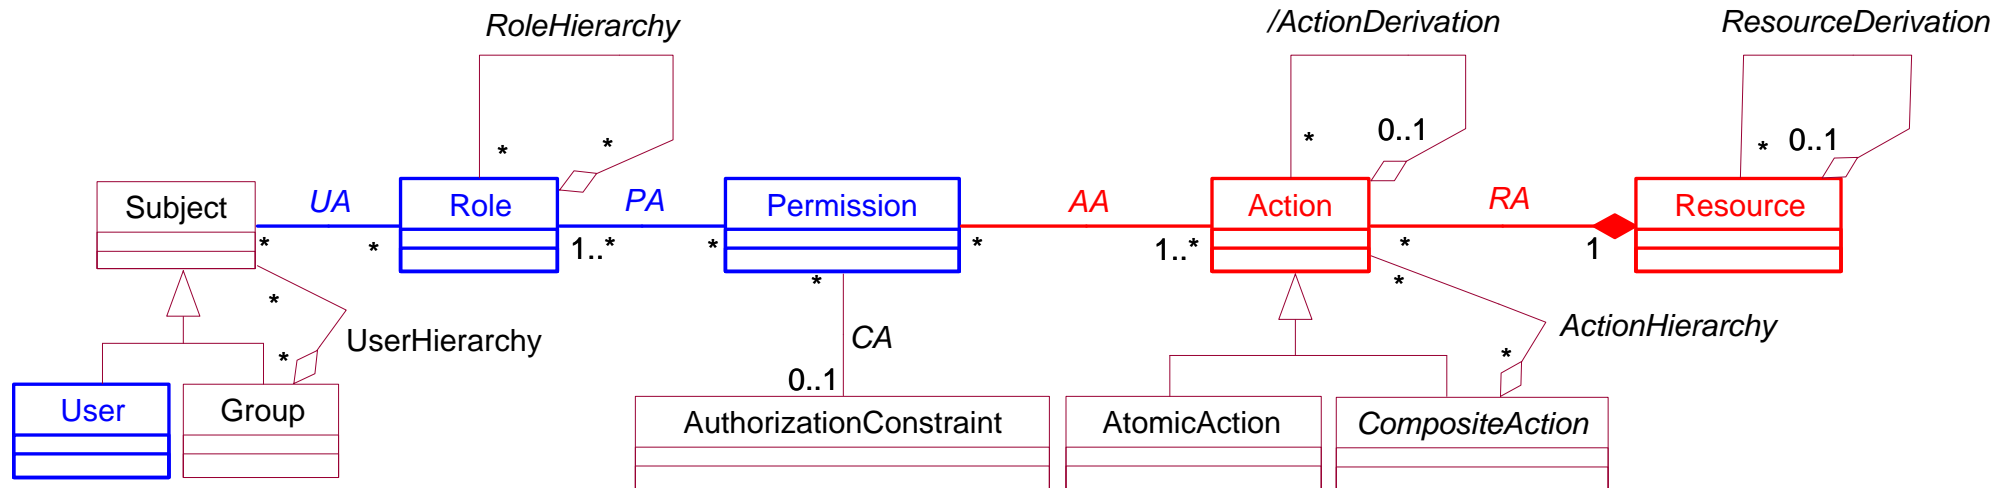 RoleHierarchy
/ActionDerivation
ResourceDerivation
* *
* 0..1
* 0..1
Subject
UA
Role
PA
Permission
AA
Action
RA
Resource
* *
1..* *
* 1..*
* 1
*
*
UserHierarchy
*
*
CA
0..1
*
ActionHierarchy
*
User
Group
AuthorizationConstraint
AtomicAction
CompositeAction